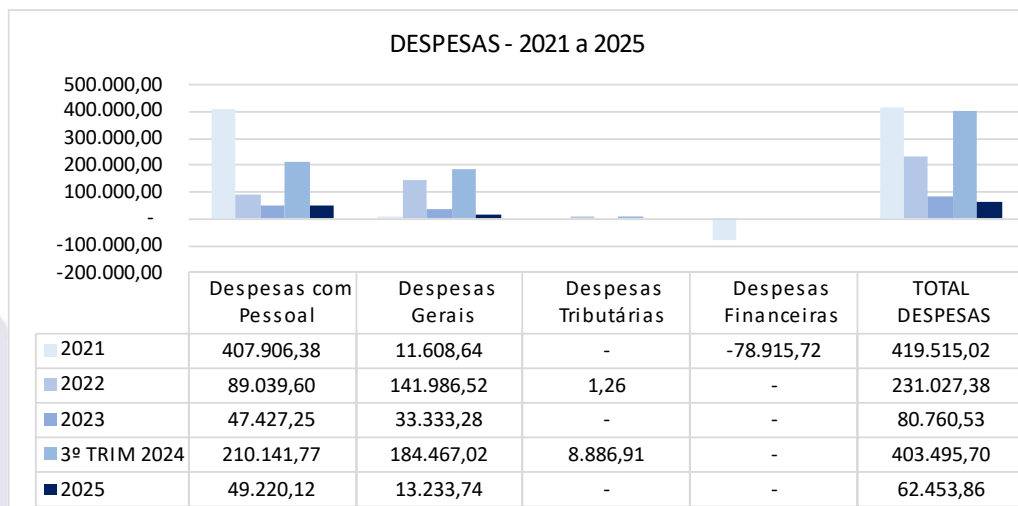 DESPESAS - 2021 a 2025
500.000,00
400.000,00
300.000,00
200.000,00
100.000,00
-
-100.000,00
-200.000,00
Despesas com Pessoal Despesas Gerais Despesas Tributárias Despesas Financeiras TOTAL DESPESAS
2021 407.906,38 11.608,64 - -78.915,72 419.515,02
2022 89.039,60 141.986,52 1,26 - 231.027,38
2023 47.427,25 33.333,28 - - 80.760,53
3º TRIM 2024 210.141,77 184.467,02 8.886,91 - 403.495,70
2025 49.220,12 13.233,74 - - 62.453,86